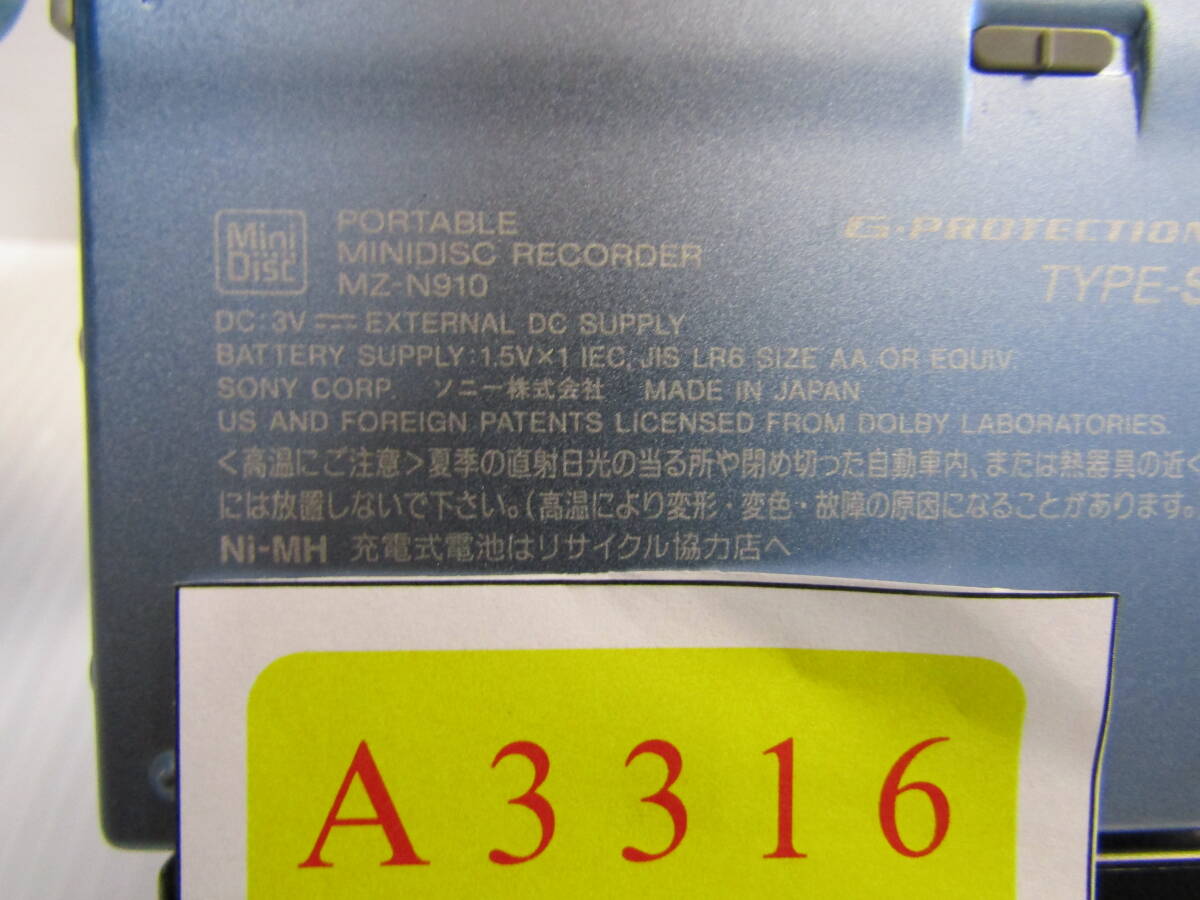 Mini Disc
PORTABLE
MINIDISC RECORDER
MZ-N910
G-PROTECTION
TYPE-S
DC:3V⎓EXTERNAL DC SUPPLY
BATTERY SUPPLY:1.5V×1 IEC, JIS LR6 SIZE AA OR EQUIV.
SONY CORP. ソニー株式会社 MADE IN JAPAN
US AND FOREIGN PATENTS LICENSED FROM DOLBY LABORATORIES.
<高温にご注意>夏季の直射日光の当る所や閉め切った自動車内、または熱器具の近く
には放置しないで下さい。(高温により変形・変色・故障の原因になることがあります。
Ni-MH 充電式電池はリサイクル協力店へ
A3316